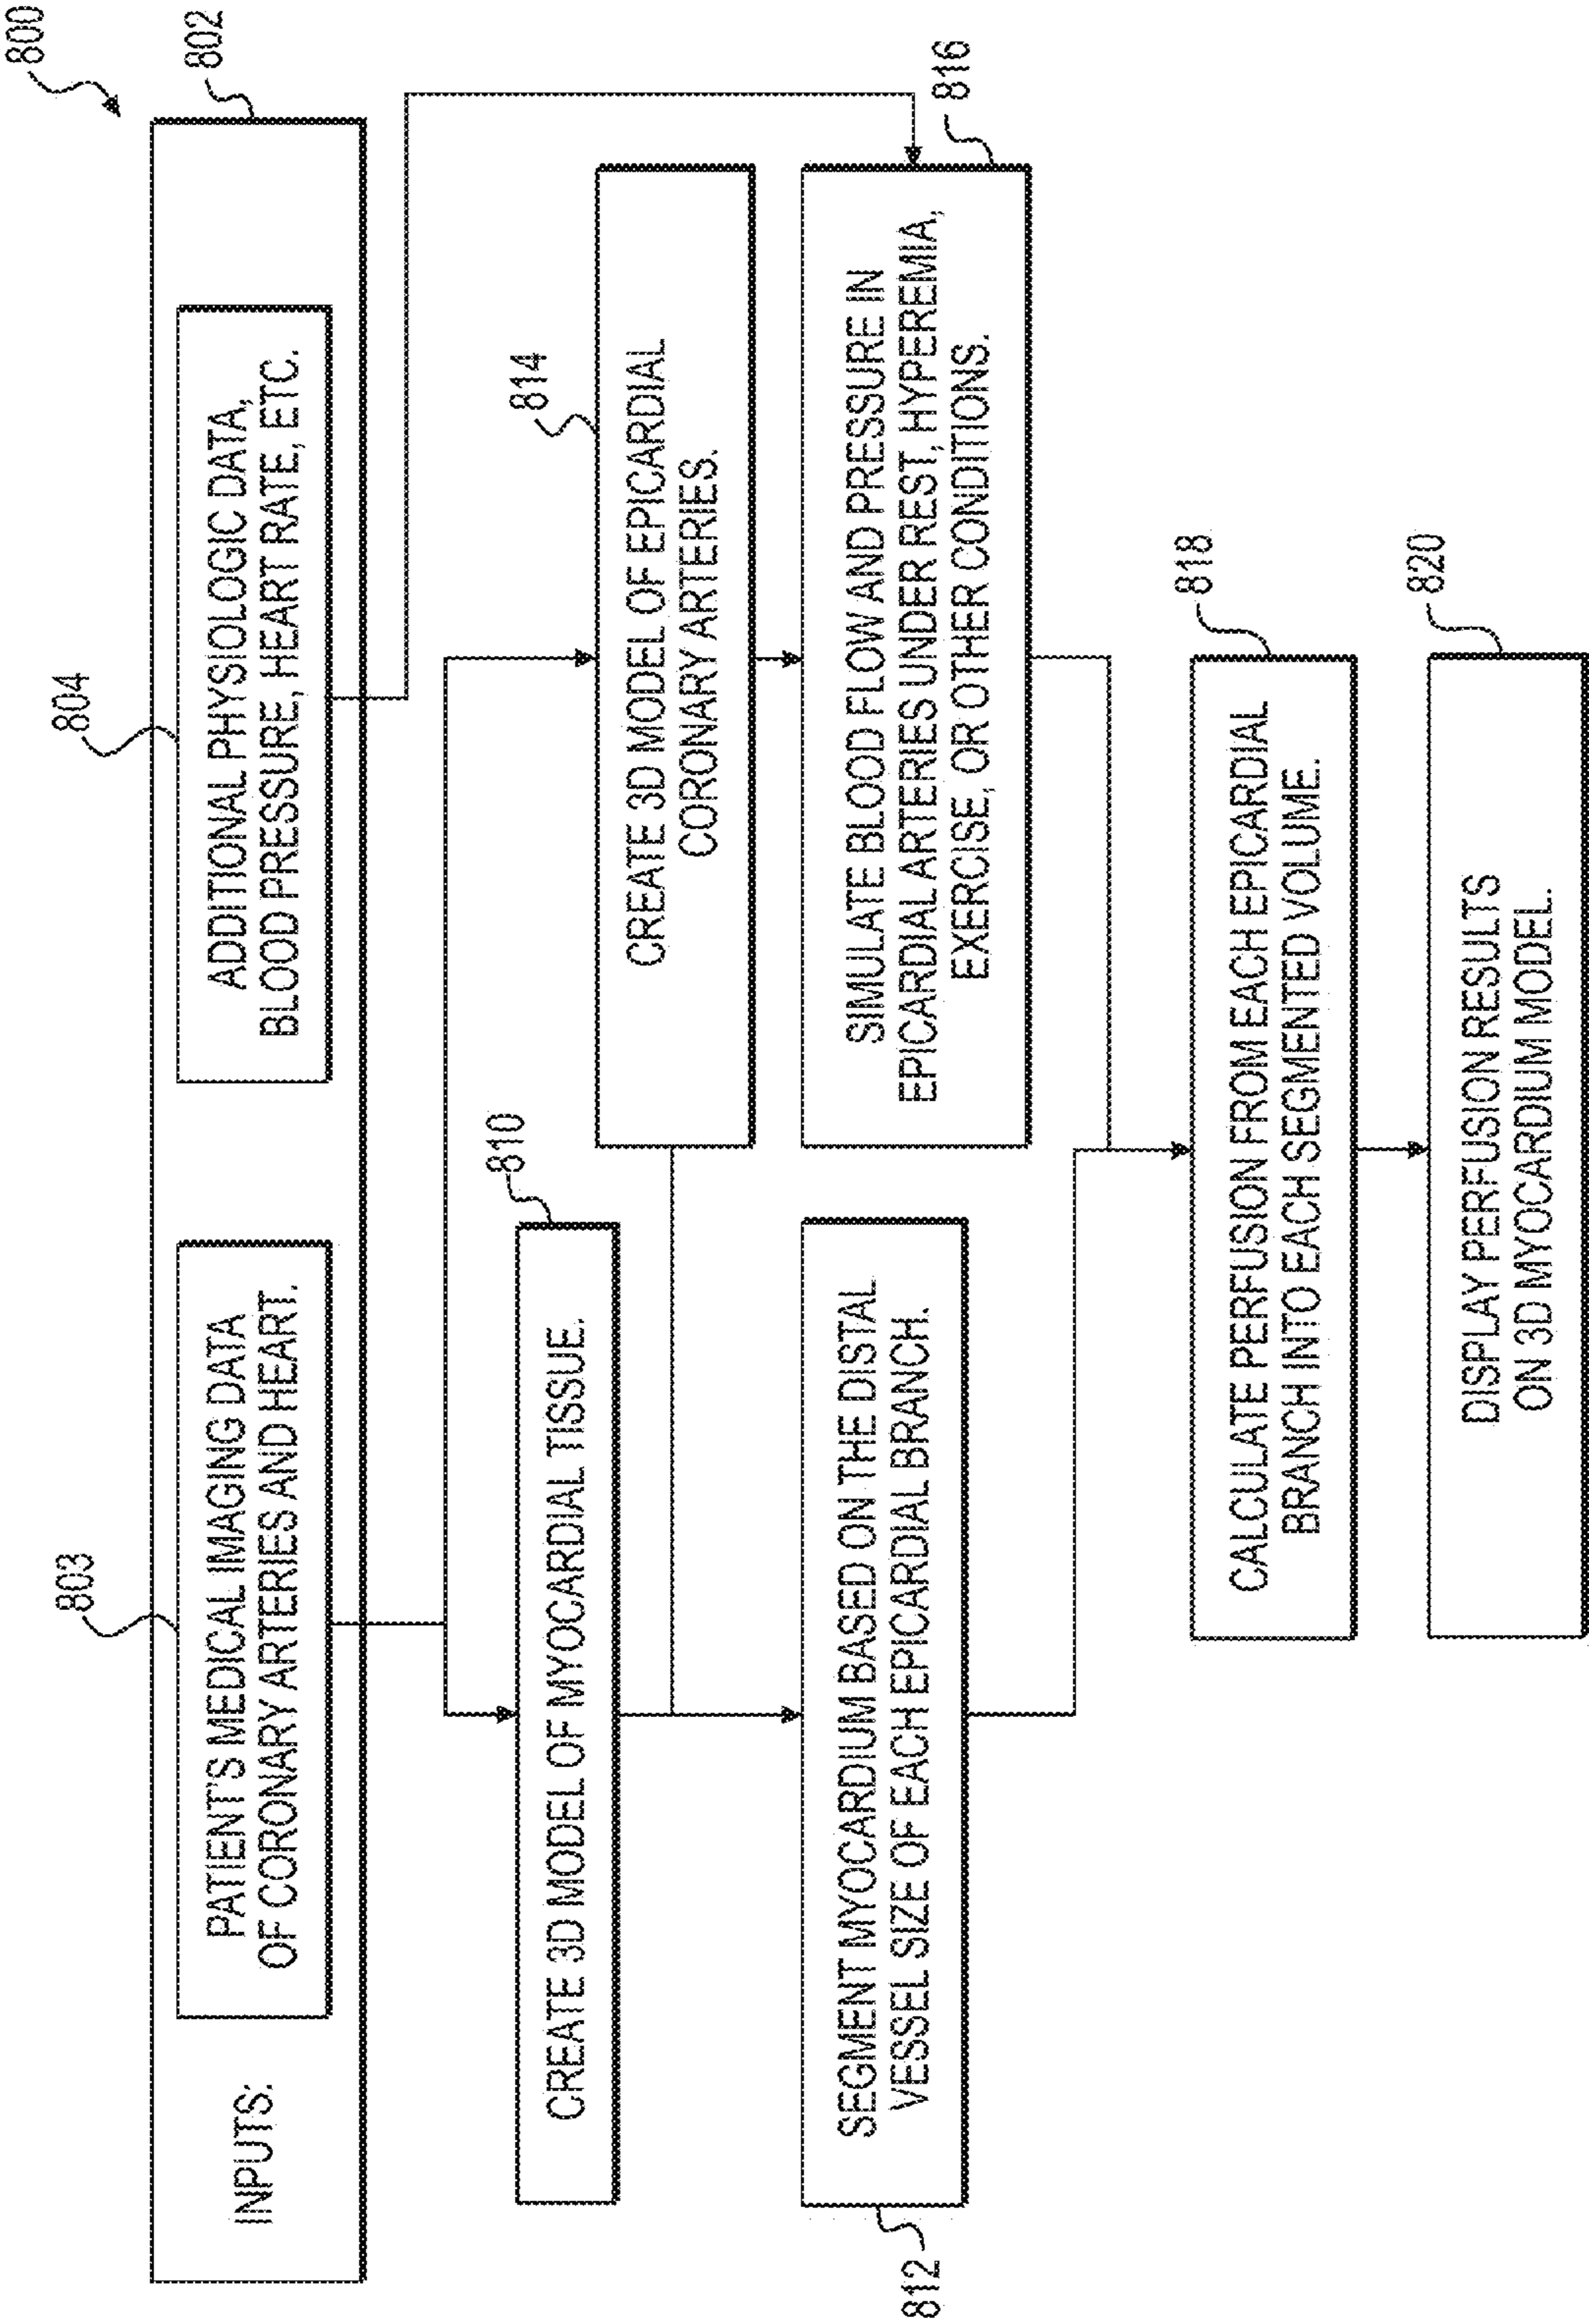 800
802
INPUTS:
803
PATIENT'S MEDICAL IMAGING DATA
OF CORONARY ARTERIES AND HEART.
804
ADDITIONAL PHYSIOLOGIC DATA,
BLOOD PRESSURE, HEART RATE, ETC.
810
CREATE 3D MODEL OF MYOCARDIAL TISSUE.
814
CREATE 3D MODEL OF EPICARDIAL
CORONARY ARTERIES.
812
SEGMENT MYOCARDIUM BASED ON THE DISTAL
VESSEL SIZE OF EACH EPICARDIAL BRANCH.
816
SIMULATE BLOOD FLOW AND PRESSURE IN
EPICARDIAL ARTERIES UNDER REST, HYPEREMIA,
EXERCISE, OR OTHER CONDITIONS.
818
CALCULATE PERFUSION FROM EACH EPICARDIAL
BRANCH INTO EACH SEGMENTED VOLUME.
820
DISPLAY PERFUSION RESULTS
ON 3D MYOCARDIUM MODEL.